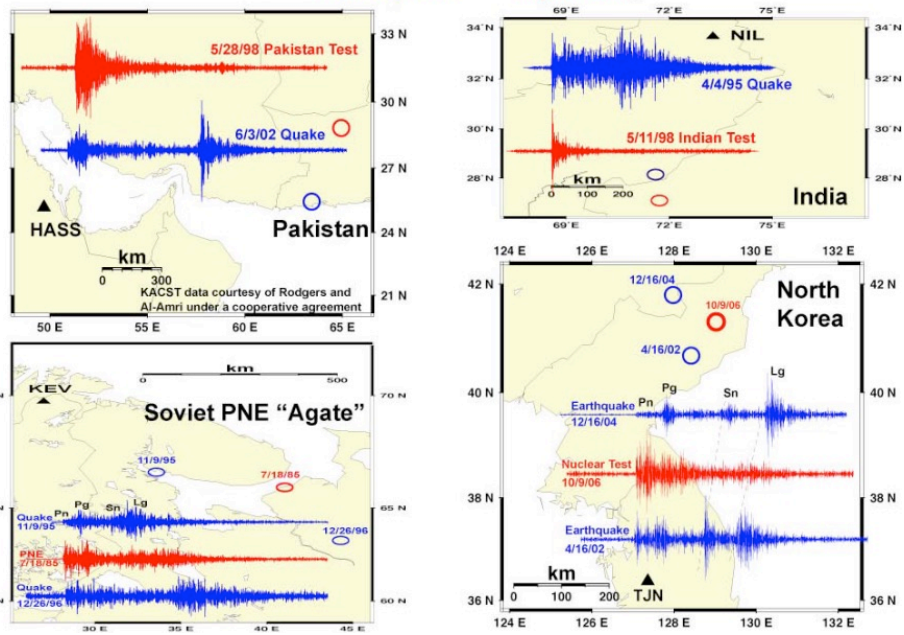 33 N
5/28/98 Pakistan Test
30 N
6/3/02 Quake
27 N
HASS
Pakistan
24 N
km
0 300
KACST data courtesy of Rodgers and
Al-Amri under a cooperative agreement
21 N
50 E 55 E 60 E 65 E
69°E 72°E 75°E
34°N 34°N
NIL
32°N 32°N
4/4/95 Quake
30°N 30°N
5/11/98 Indian Test
km
28°N 28°N
0 100 200
India
69°E 72°E 75°E
km
0 500
KEV
70 N
Soviet PNE “Agate”
11/9/95
7/18/85
Pn Pg Sn Lg
65 N
Quake
11/9/95
12/26/96
PNE
7/18/85
Quake
12/26/96
60 N
30 E 35 E 40 E 45 E
124 E 126 E 128 E 130 E 132 E
42 N 42 N
12/16/04
North
Korea
10/9/06
4/16/02
40 N 40 N
Pn Pg Sn Lg
Earthquake
12/16/04
Nuclear Test
10/9/06
38 N 38 N
Earthquake
4/16/02
km
0 100 200
TJN
36 N 36 N
124 E 126 E 128 E 130 E 132 E